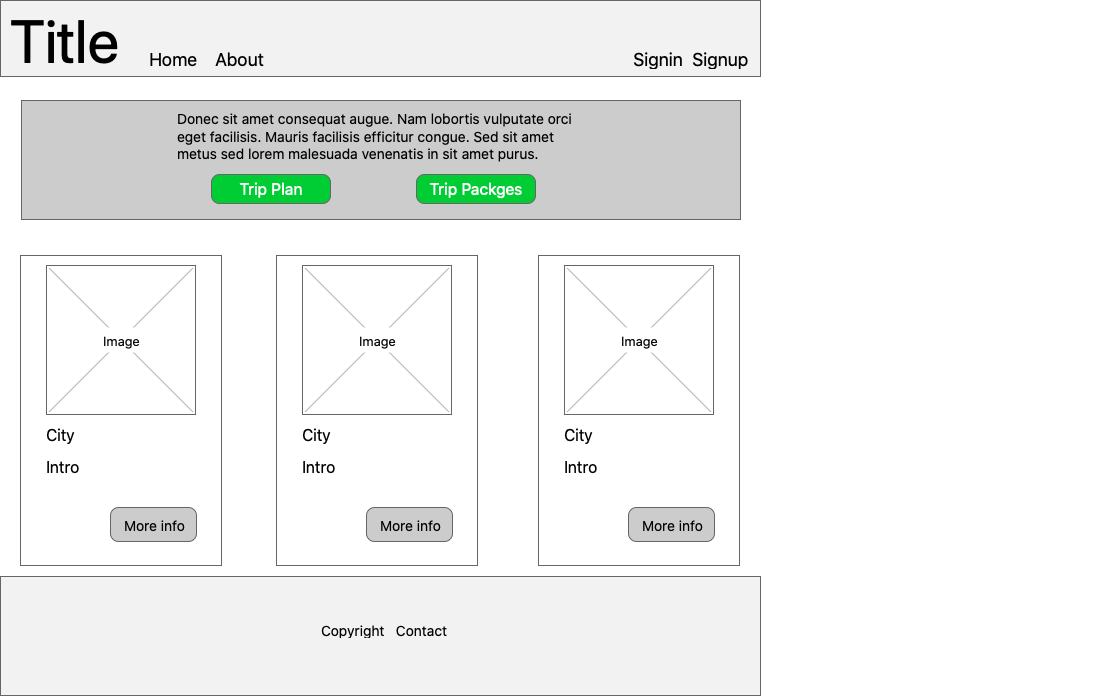 Title
Home About Signin Signup
Donec sit amet consequat augue. Nam lobortis vulputate orci
eget facilisis. Mauris facilisis efficitur congue. Sed sit amet
metus sed lorem malesuada venenatis in sit amet purus.
Trip Plan Trip Packges
Image Image Image
City City City
Intro Intro Intro
More info More info More info
Copyright Contact